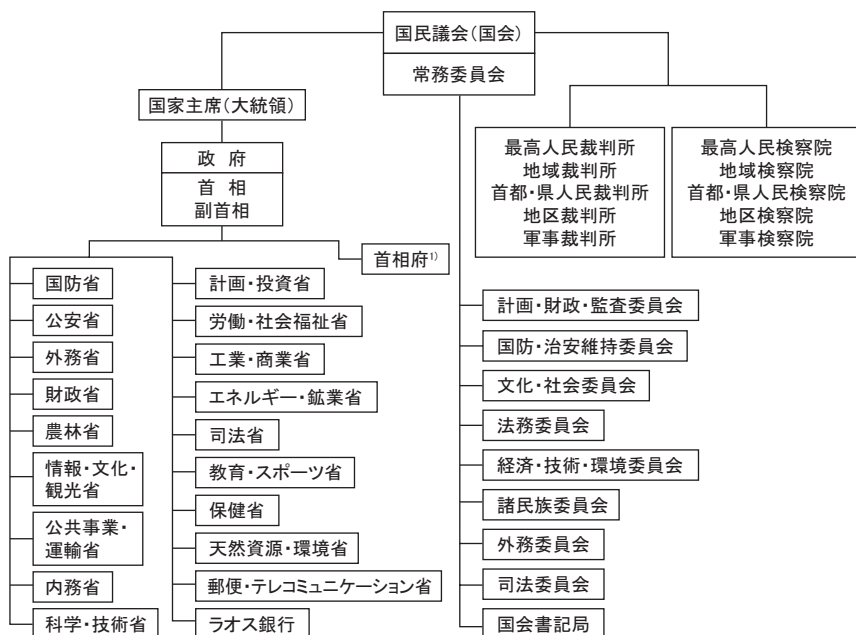 国民議会(国会)
常務委員会
国家主席(大統領)
政 府
首 相
副首相
首相府1)
最高人民裁判所
地域裁判所
首都・県人民裁判所
地区裁判所
軍事裁判所
最高人民検察院
地域検察院
首都・県人民検察院
地区検察院
軍事検察院
国防省
公安省
外務省
財政省
農林省
情報・文化・
観光省
公共事業・
運輸省
内務省
科学・技術省
計画・投資省
労働・社会福祉省
工業・商業省
エネルギー・鉱業省
司法省
教育・スポーツ省
保健省
天然資源・環境省
郵便・テレコミュニケーション省
ラオス銀行
計画・財政・監査委員会
国防・治安維持委員会
文化・社会委員会
法務委員会
経済・技術・環境委員会
諸民族委員会
外務委員会
司法委員会
国会書記局